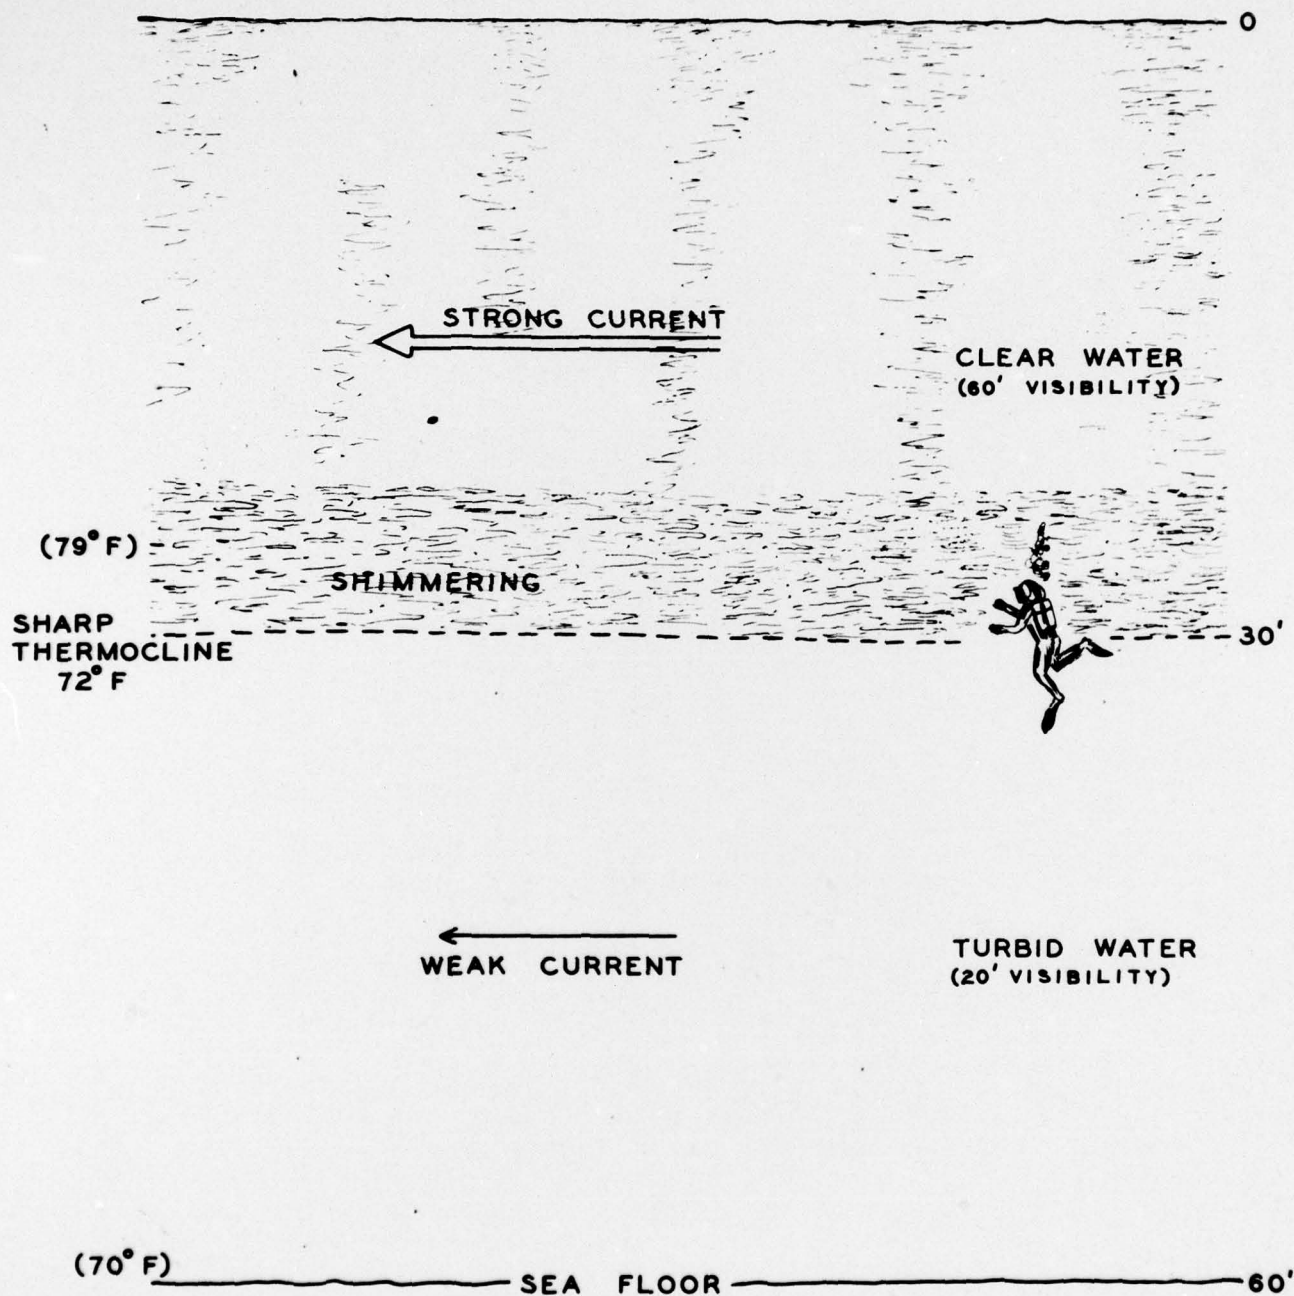 0
STRONG CURRENT
CLEAR WATER
(60' VISIBILITY)
(79° F)
SHIMMERING
SHARP
THERMOCLINE
72° F
30'
WEAK CURRENT
TURBID WATER
(20' VISIBILITY)
(70° F)
SEA FLOOR
60'